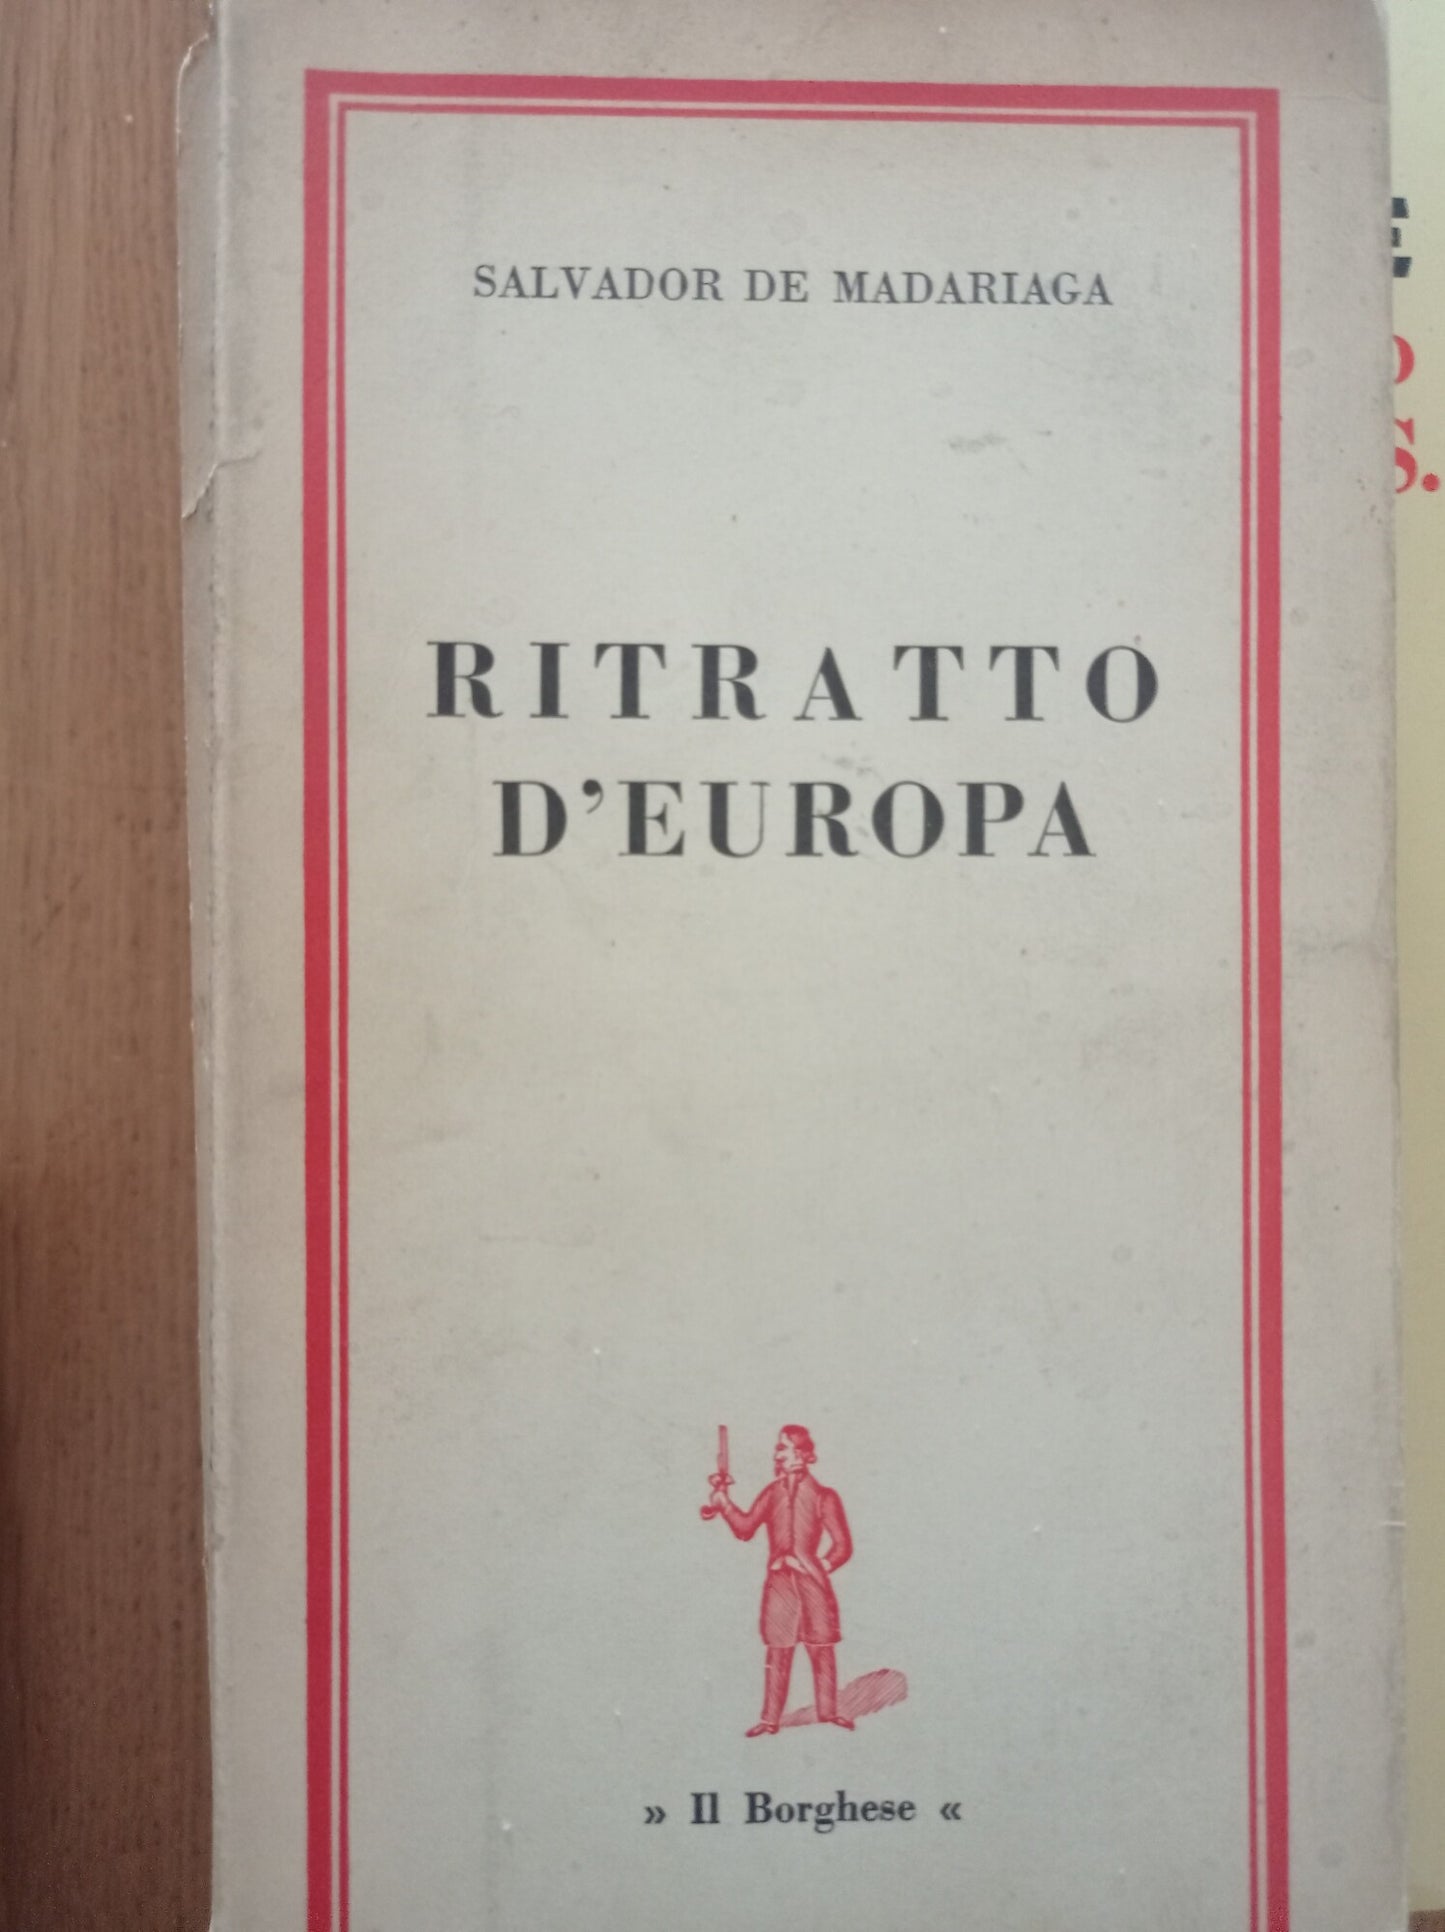 SALVADOR DE MADARIAGA
RITRATTO
D’EUROPA
» Il Borghese «